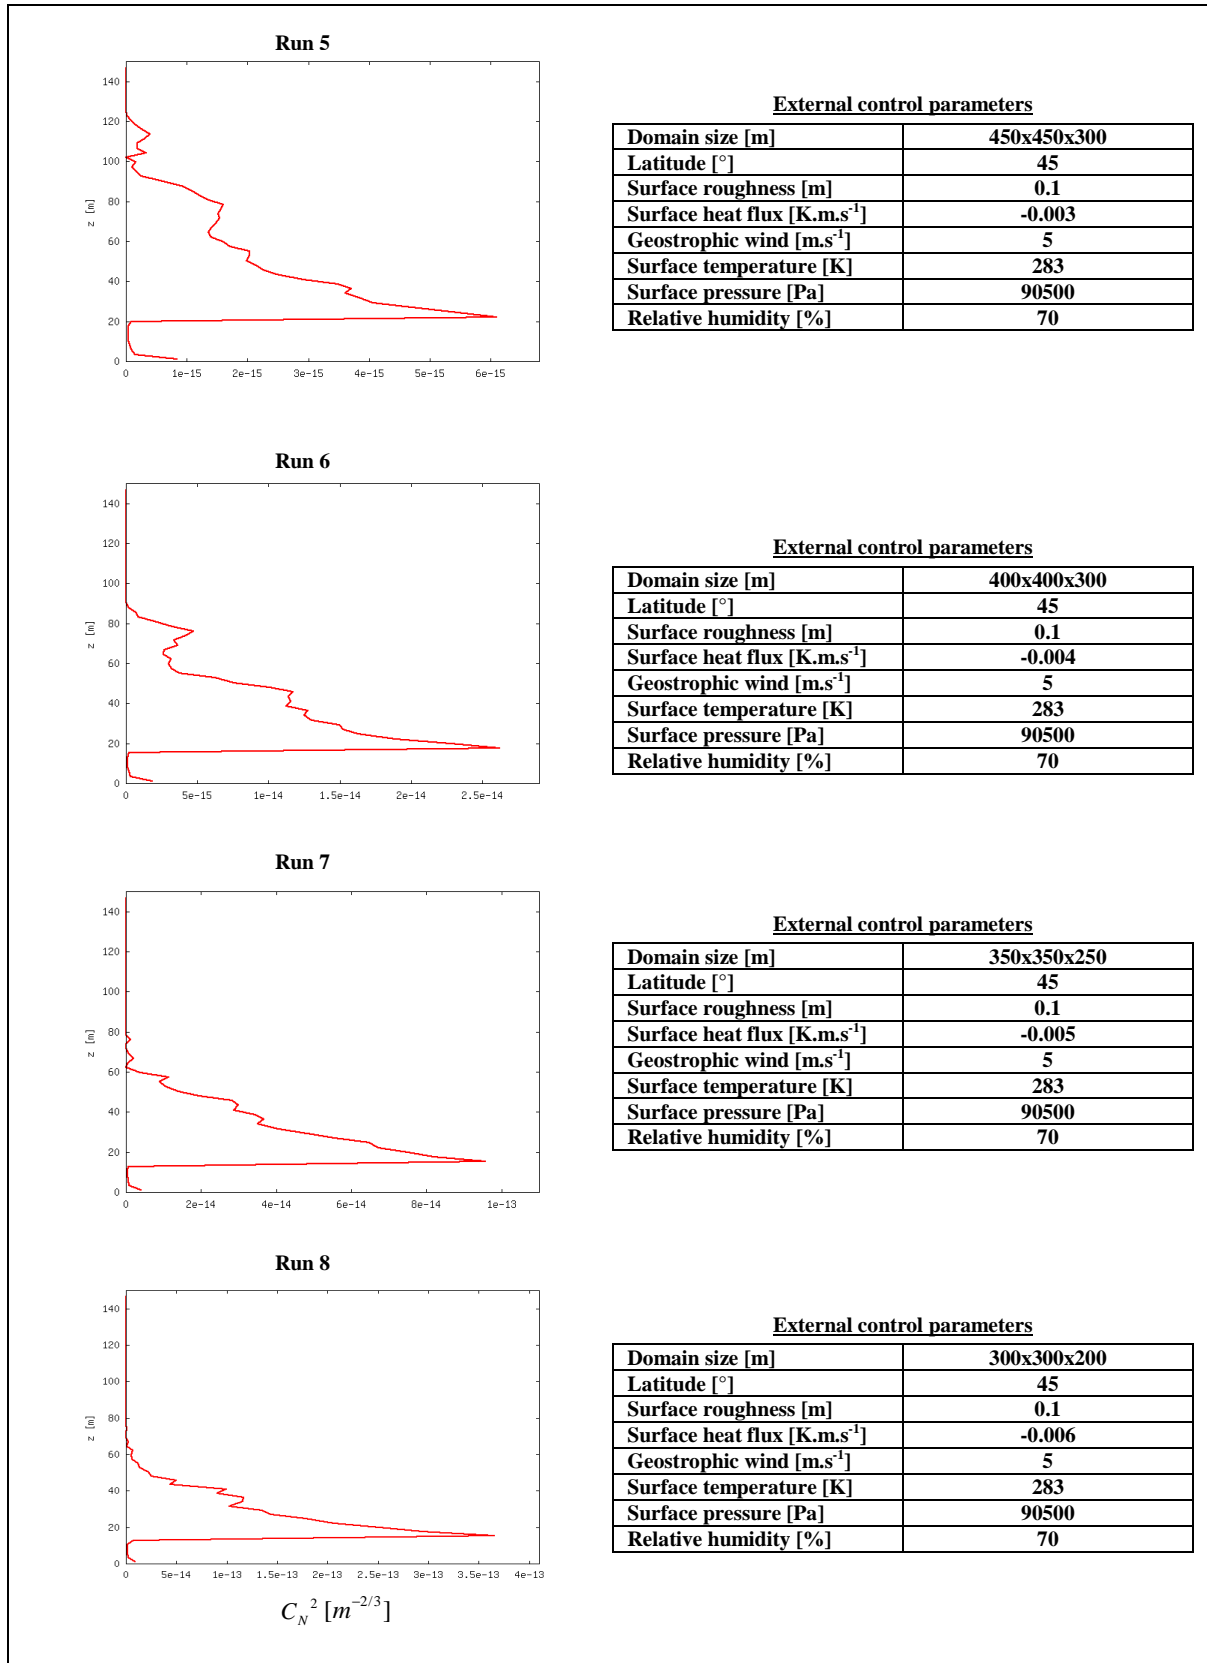 Run 5
140
120
100
80
60
40
20
0
z [m]
0 1e-15 2e-15 3e-15 4e-15 5e-15 6e-15
External control parameters
Domain size [m] 450x450x300
Latitude [°] 45
Surface roughness [m] 0.1
Surface heat flux [K.m.s-1] -0.003
Geostrophic wind [m.s-1] 5
Surface temperature [K] 283
Surface pressure [Pa] 90500
Relative humidity [%] 70
Run 6
140
120
100
80
60
40
20
0
z [m]
0 5e-15 1e-14 1.5e-14 2e-14 2.5e-14
External control parameters
Domain size [m] 400x400x300
Latitude [°] 45
Surface roughness [m] 0.1
Surface heat flux [K.m.s-1] -0.004
Geostrophic wind [m.s-1] 5
Surface temperature [K] 283
Surface pressure [Pa] 90500
Relative humidity [%] 70
Run 7
140
120
100
80
60
40
20
0
z [m]
0 2e-14 4e-14 6e-14 8e-14 1e-13
External control parameters
Domain size [m] 350x350x250
Latitude [°] 45
Surface roughness [m] 0.1
Surface heat flux [K.m.s-1] -0.005
Geostrophic wind [m.s-1] 5
Surface temperature [K] 283
Surface pressure [Pa] 90500
Relative humidity [%] 70
Run 8
140
120
100
80
60
40
20
0
z [m]
0 5e-14 1e-13 1.5e-13 2e-13 2.5e-13 3e-13 3.5e-13 4e-13
C_N^2 [m^-2/3]
External control parameters
Domain size [m] 300x300x200
Latitude [°] 45
Surface roughness [m] 0.1
Surface heat flux [K.m.s-1] -0.006
Geostrophic wind [m.s-1] 5
Surface temperature [K] 283
Surface pressure [Pa] 90500
Relative humidity [%] 70